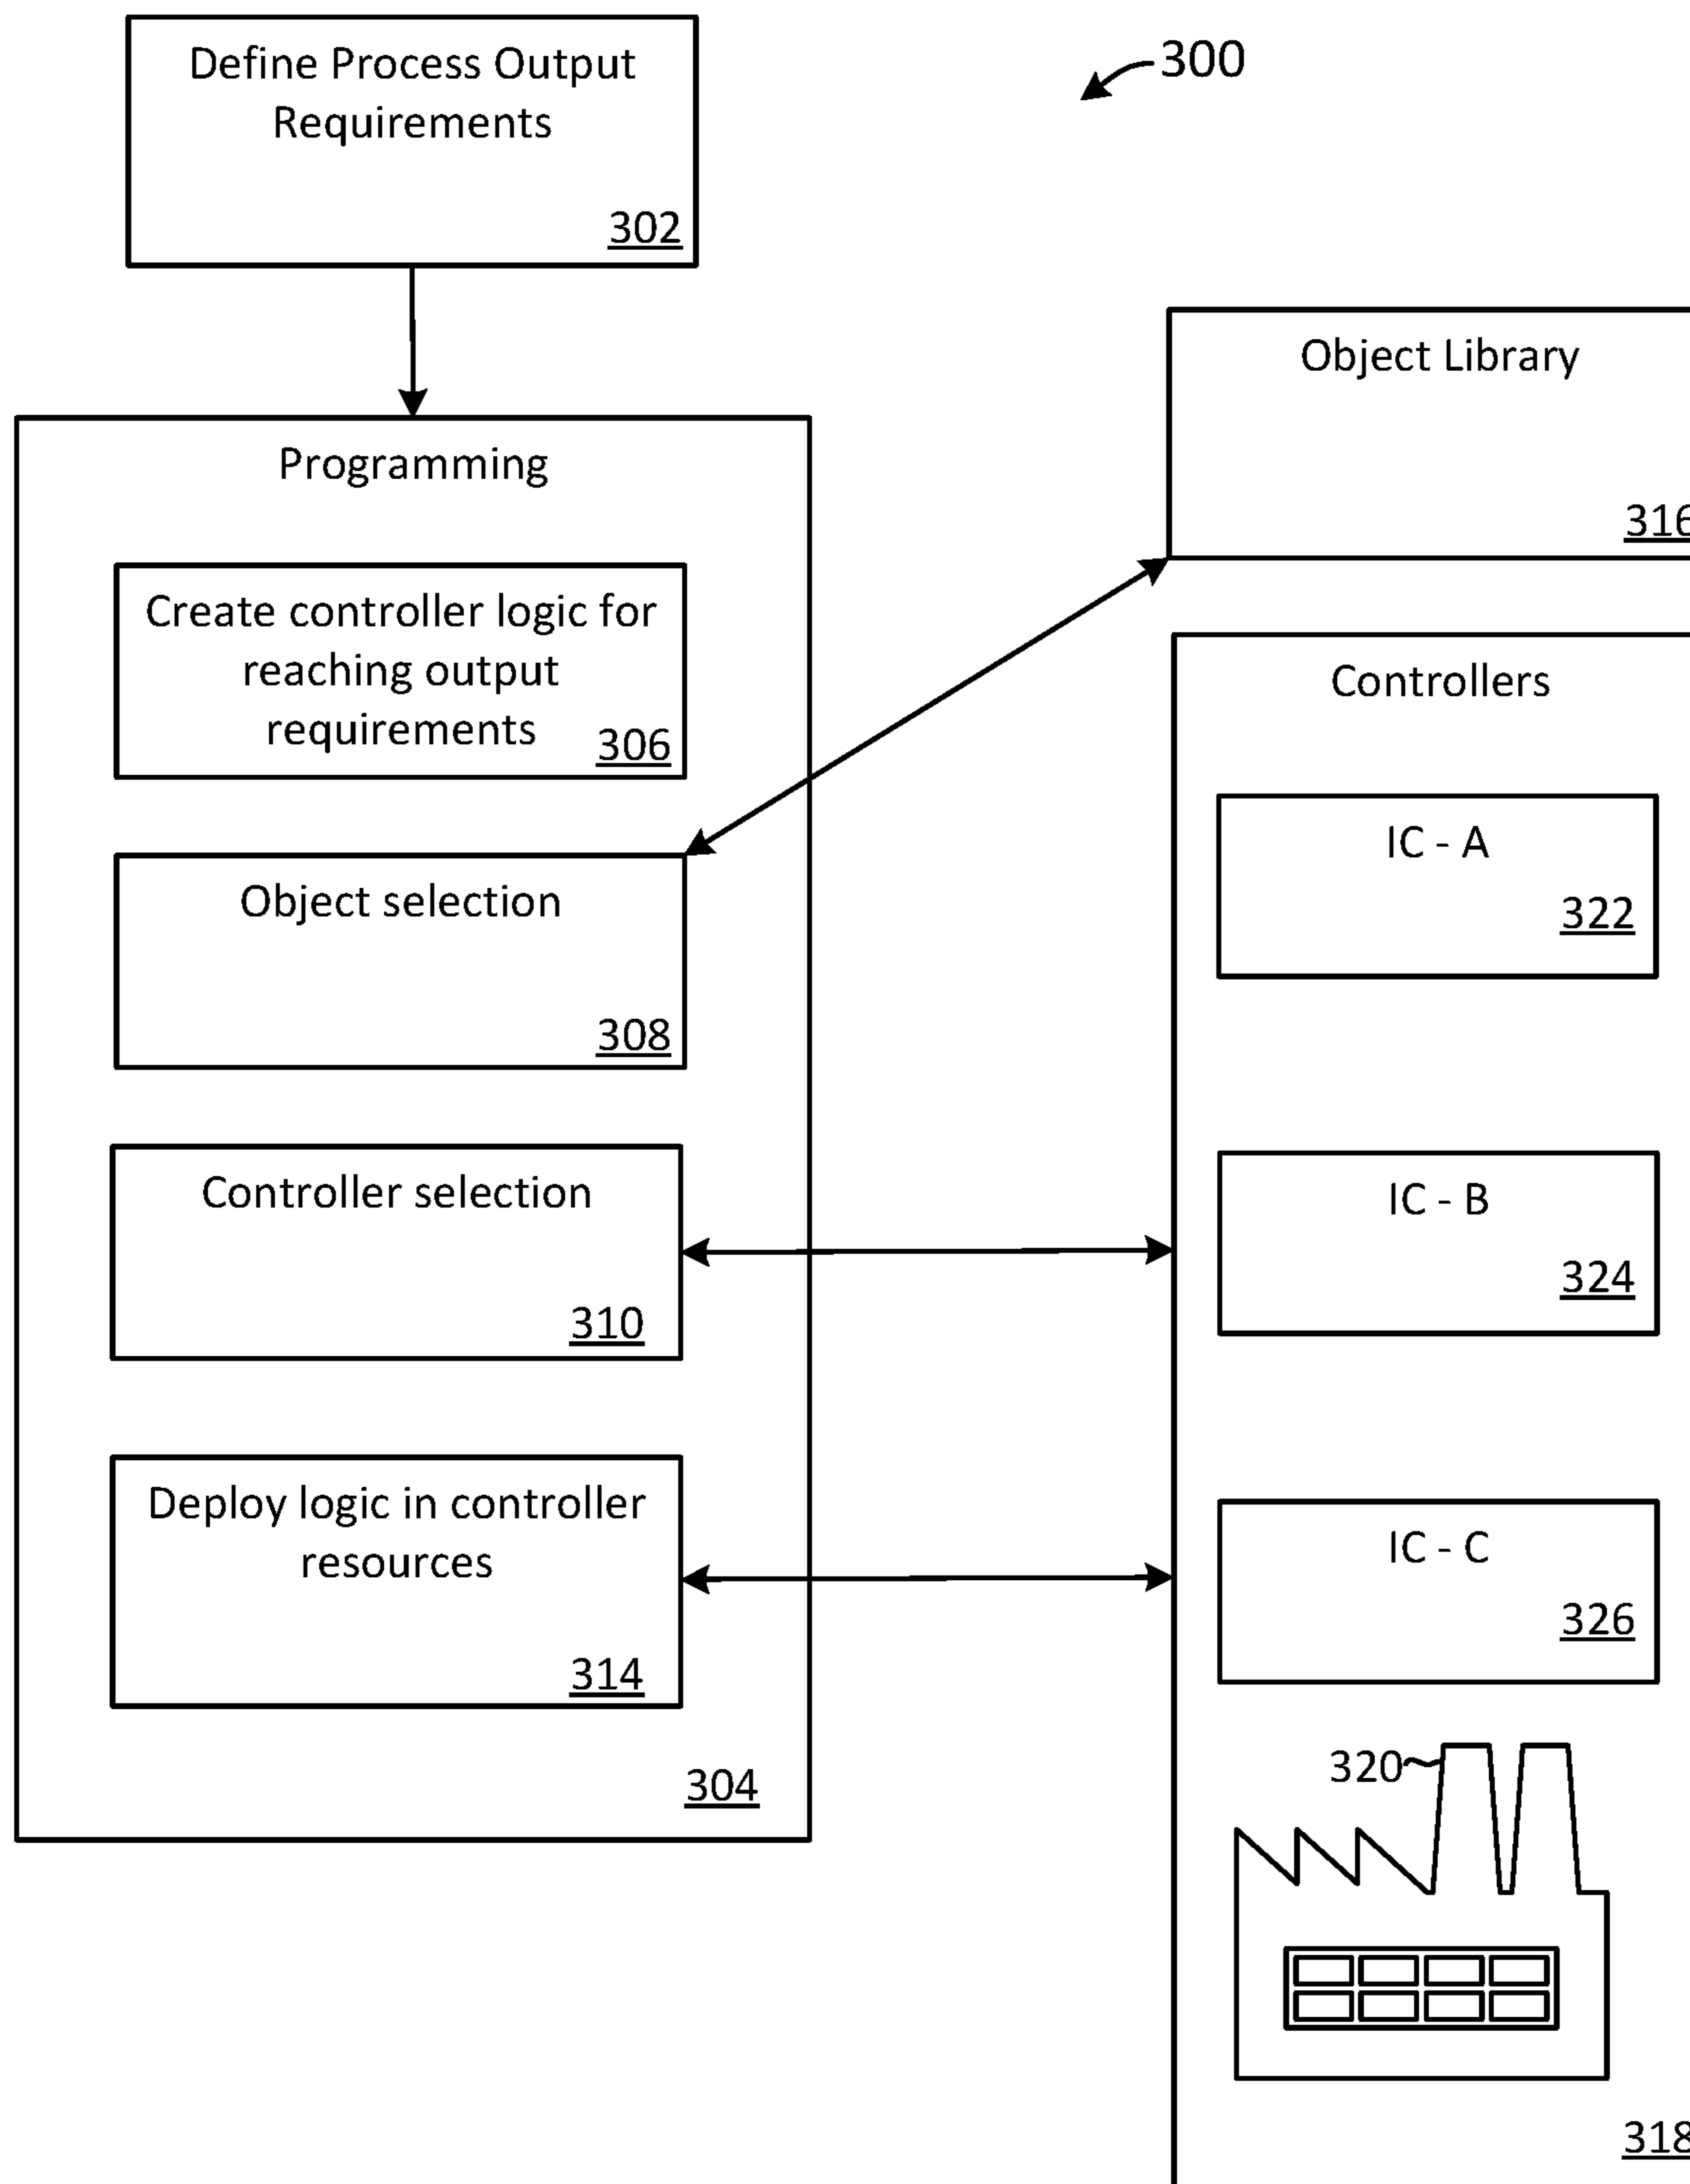 Define Process Output
Requirements
302
300
Programming
Create controller logic for
reaching output
requirements
306
Object selection
308
Controller selection
310
Deploy logic in controller
resources
314
304
Object Library
316
Controllers
IC - A
322
IC - B
324
IC - C
326
320
318